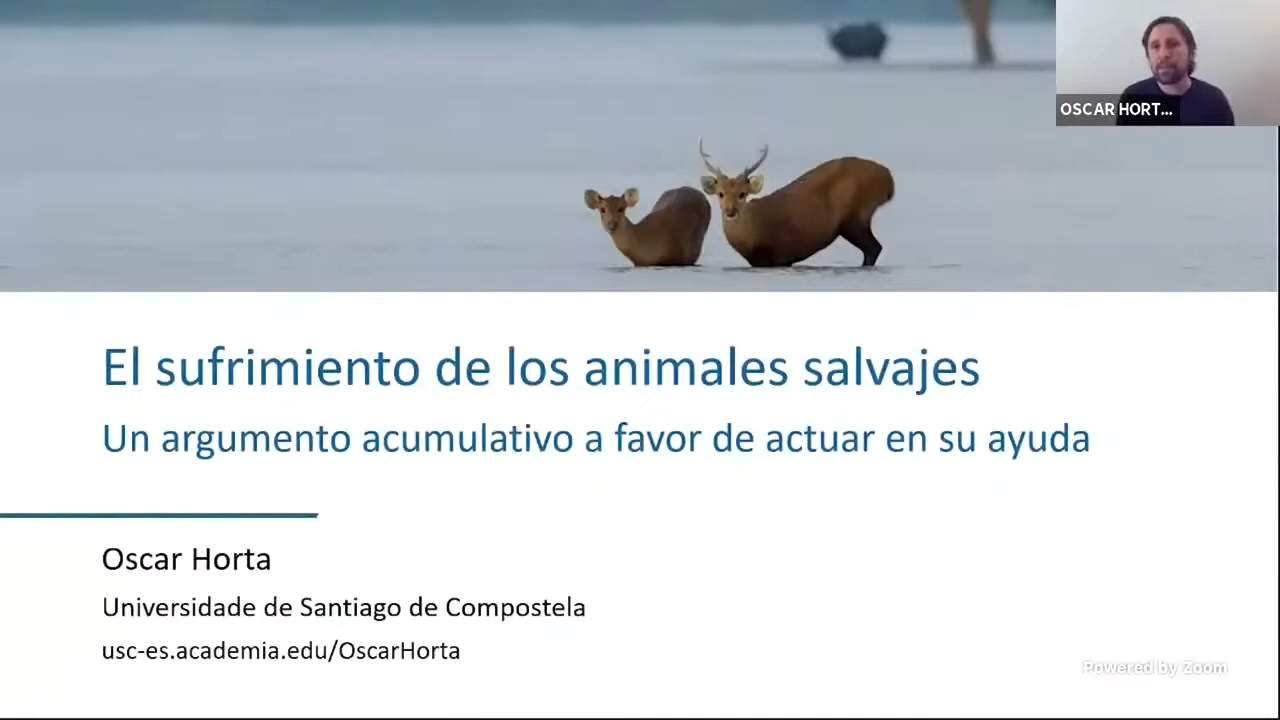 OSCAR HORT...
El sufrimiento de los animales salvajes
Un argumento acumulativo a favor de actuar en su ayuda
Oscar Horta
Universidade de Santiago de Compostela
usc-es.academia.edu/OscarHorta
Powered by Zoom